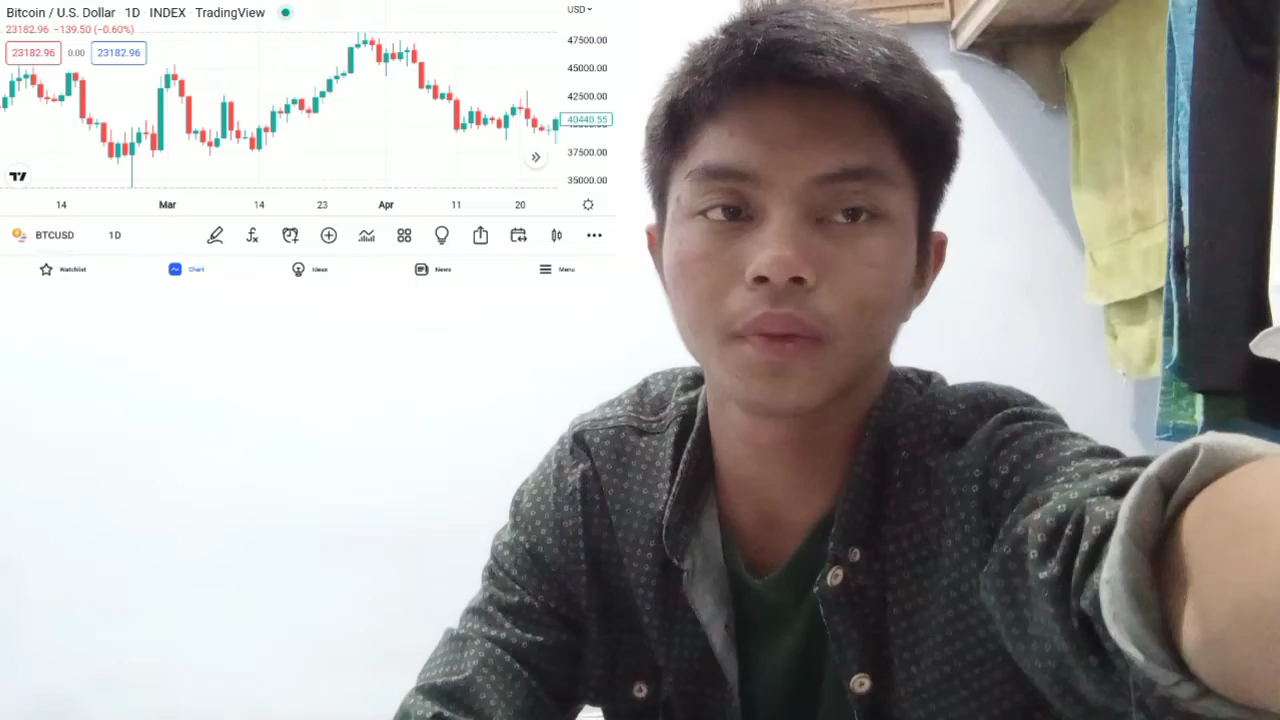 Bitcoin / U.S. Dollar · 1D · INDEX · TradingView
USD
23182.96 −139.50 (−0.60%)
23182.96 0.00 23182.96
47500.00
45000.00
42500.00
40440.55
37500.00
35000.00
14 Mar 14 23 Apr 11 20
BTCUSD 1D
Watchlist Chart Ideas News Menu